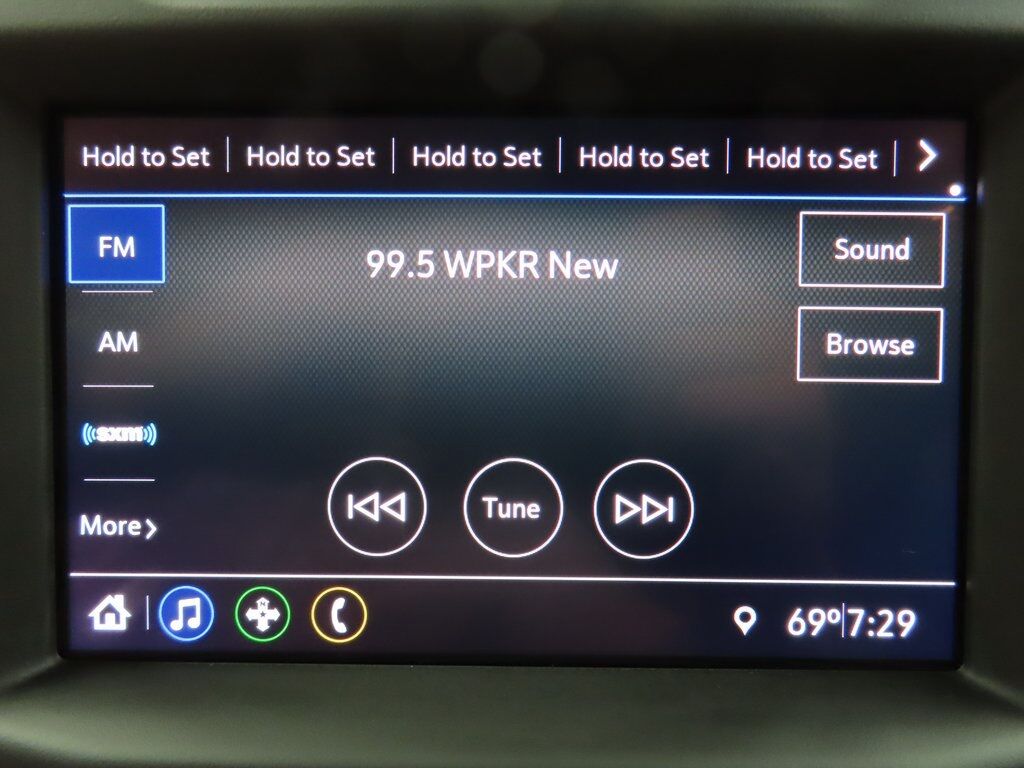 Hold to Set Hold to Set Hold to Set Hold to Set Hold to Set
FM
99.5 WPKR New
Sound
AM
Browse
sxm
More
Tune
N
69º 7:29